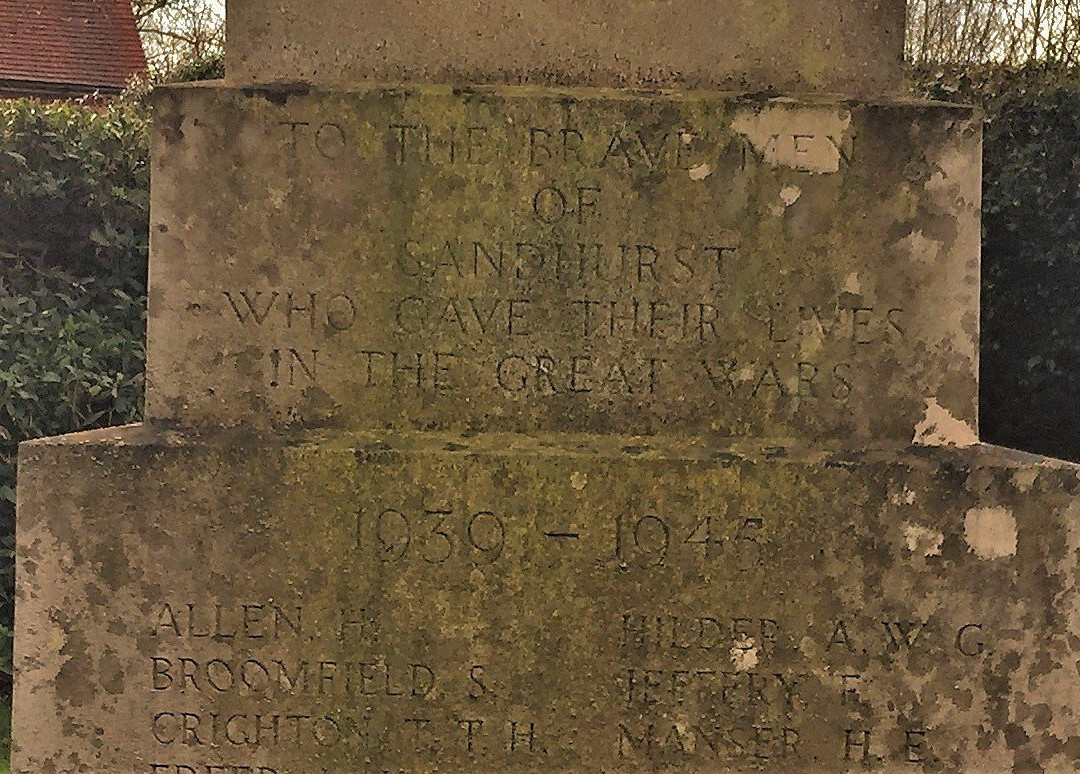 TO THE BRAVE MEN
OF
SANDHURST
WHO GAVE THEIR LIVES
IN THE GREAT WARS
1939 – 1945
ALLEN H.
BROOMFIELD S.
CRIGHTON T. T. H.
HILDER A. W. G.
JEFFERY F.
MANSER H. E.